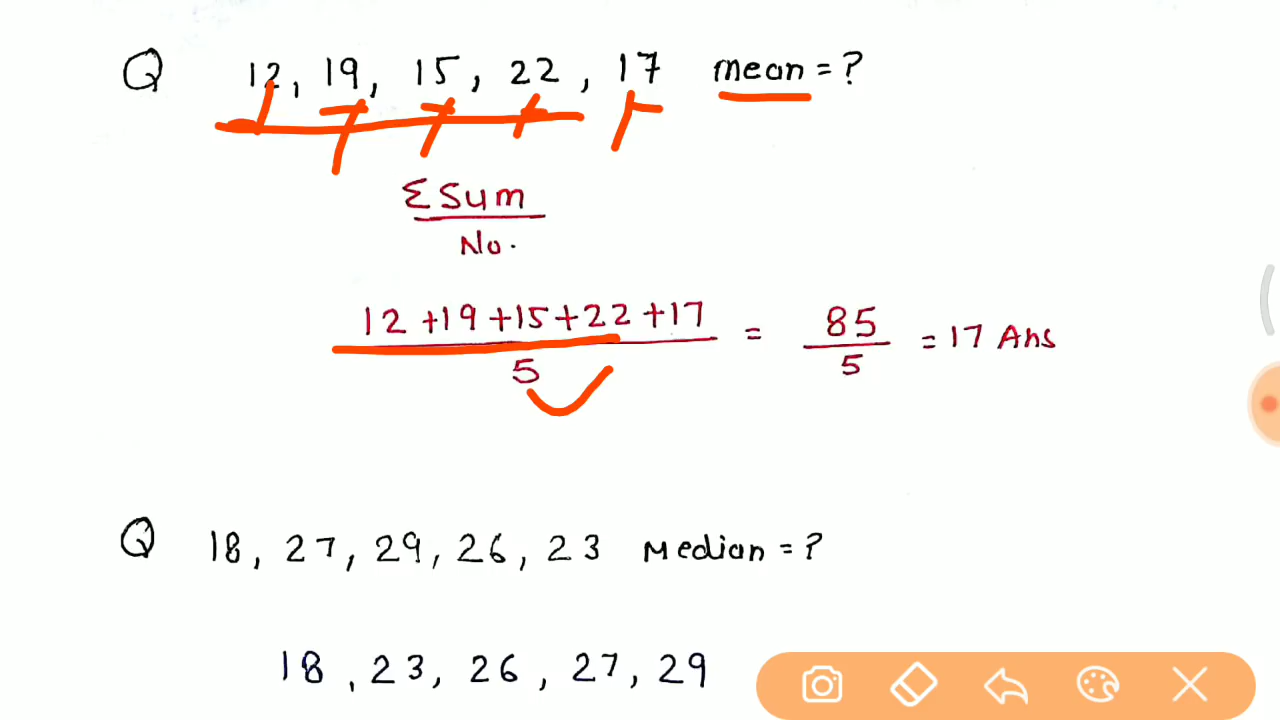 Q 12, 19, 15, 22, 17 mean = ?
Σ Sum
No.
12 +19 +15 +22 +17 = 85 = 17 Ans
5 5
Q 18, 27, 29, 26, 23 Median = ?
18, 23, 26, 27, 29